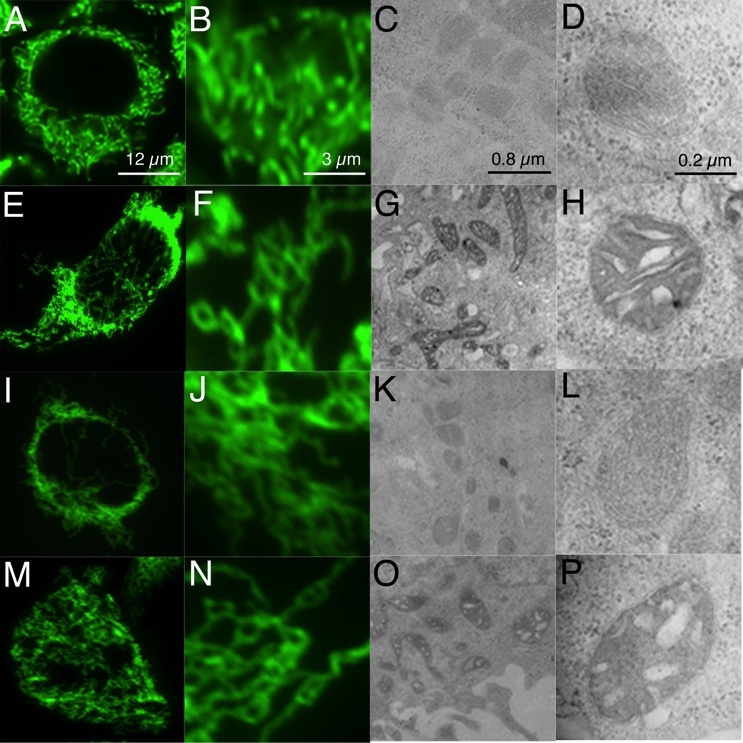 A B C D
12 µm 3 µm 0.8 µm 0.2 µm
E F G H
I J K L
M N O P